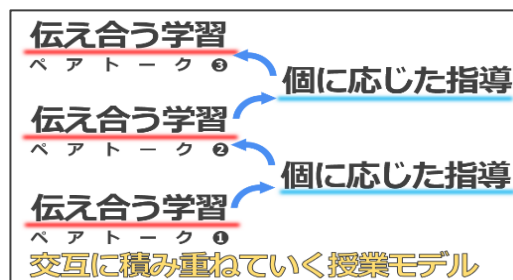 伝え合う学習
ペアトーク❸
個に応じた指導
伝え合う学習
ペアトーク❷
個に応じた指導
伝え合う学習
ペアトーク❶
交互に積み重ねていく授業モデル